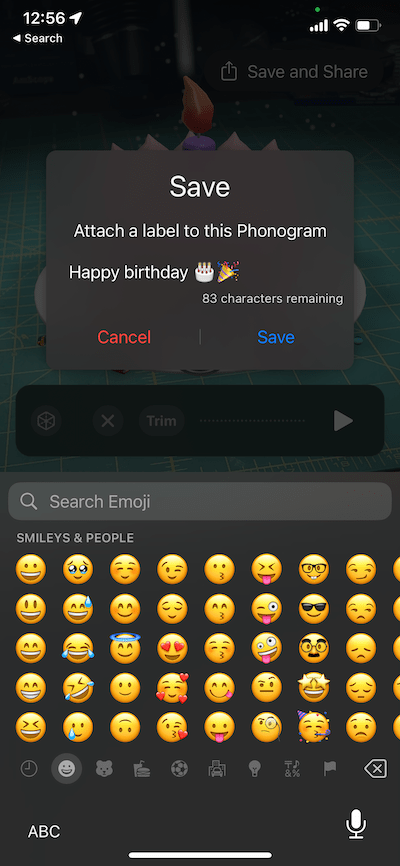 12:56
◀ Search
Save and Share
Save
Attach a label to this Phonogram
Happy birthday 🎂🎉
83 characters remaining
Cancel
Save
Trim
Search Emoji
SMILEYS & PEOPLE
ABC